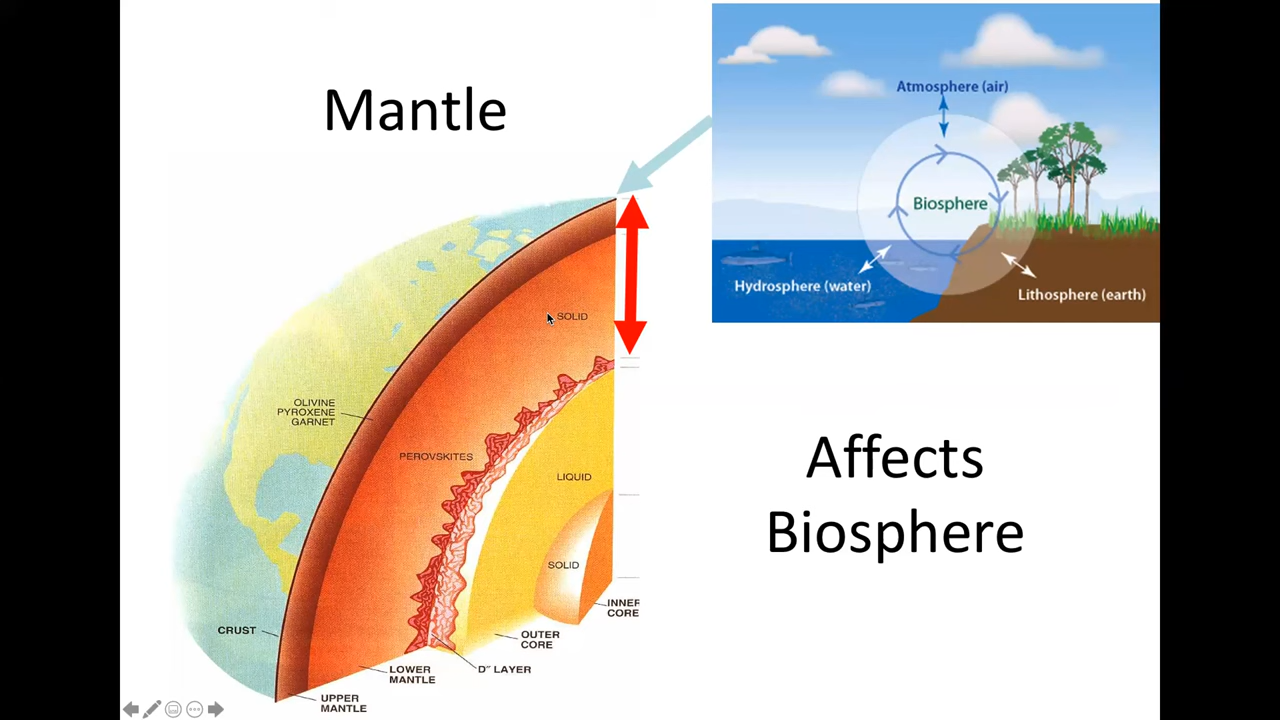 Mantle
Atmosphere (air)
Biosphere
Hydrosphere (water)
Lithosphere (earth)
SOLID
OLIVINE
PYROXENE
GARNET
PEROVSKITES
LIQUID
SOLID
INNER
CORE
CRUST
OUTER
CORE
LOWER
MANTLE
D" LAYER
UPPER
MANTLE
Affects
Biosphere